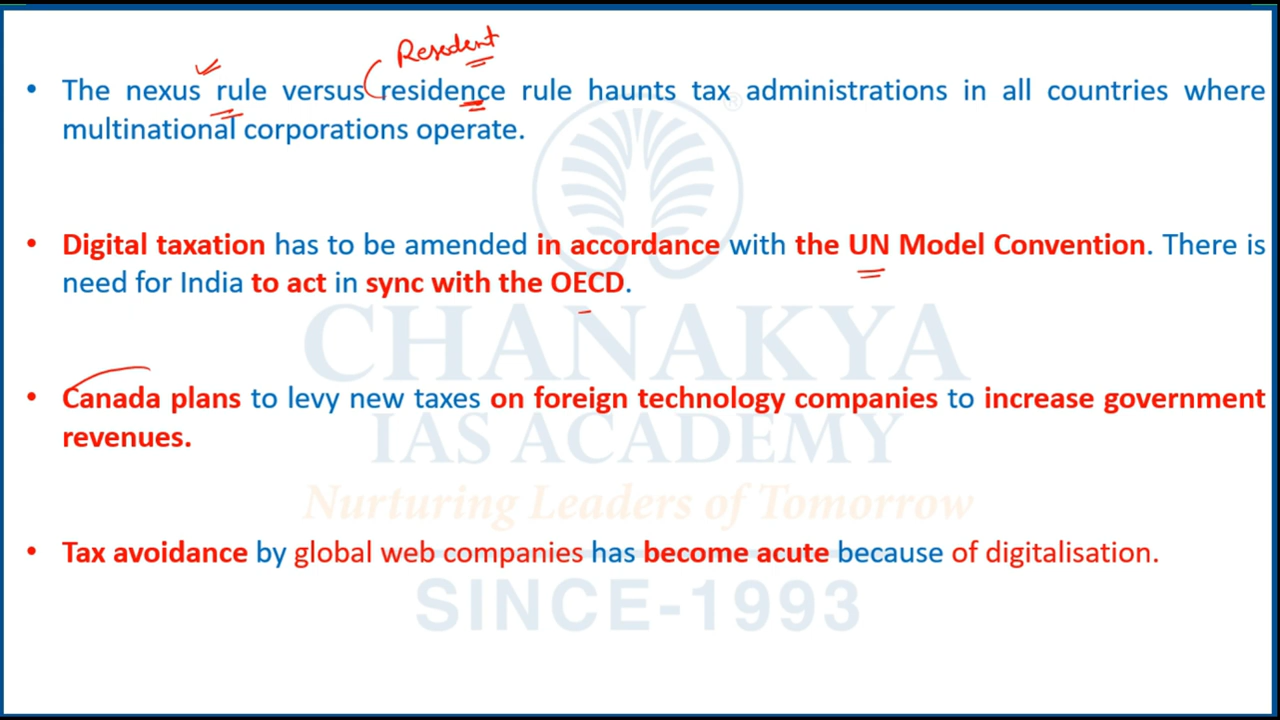 Resedent
• The nexus rule versus residence rule haunts tax administrations in all countries where
multinational corporations operate.
• Digital taxation has to be amended in accordance with the UN Model Convention. There is
need for India to act in sync with the OECD.
• Canada plans to levy new taxes on foreign technology companies to increase government
revenues.
• Tax avoidance by global web companies has become acute because of digitalisation.
®
CHANAKYA
IAS ACADEMY
Nurturing Leaders of Tomorrow
SINCE-1993